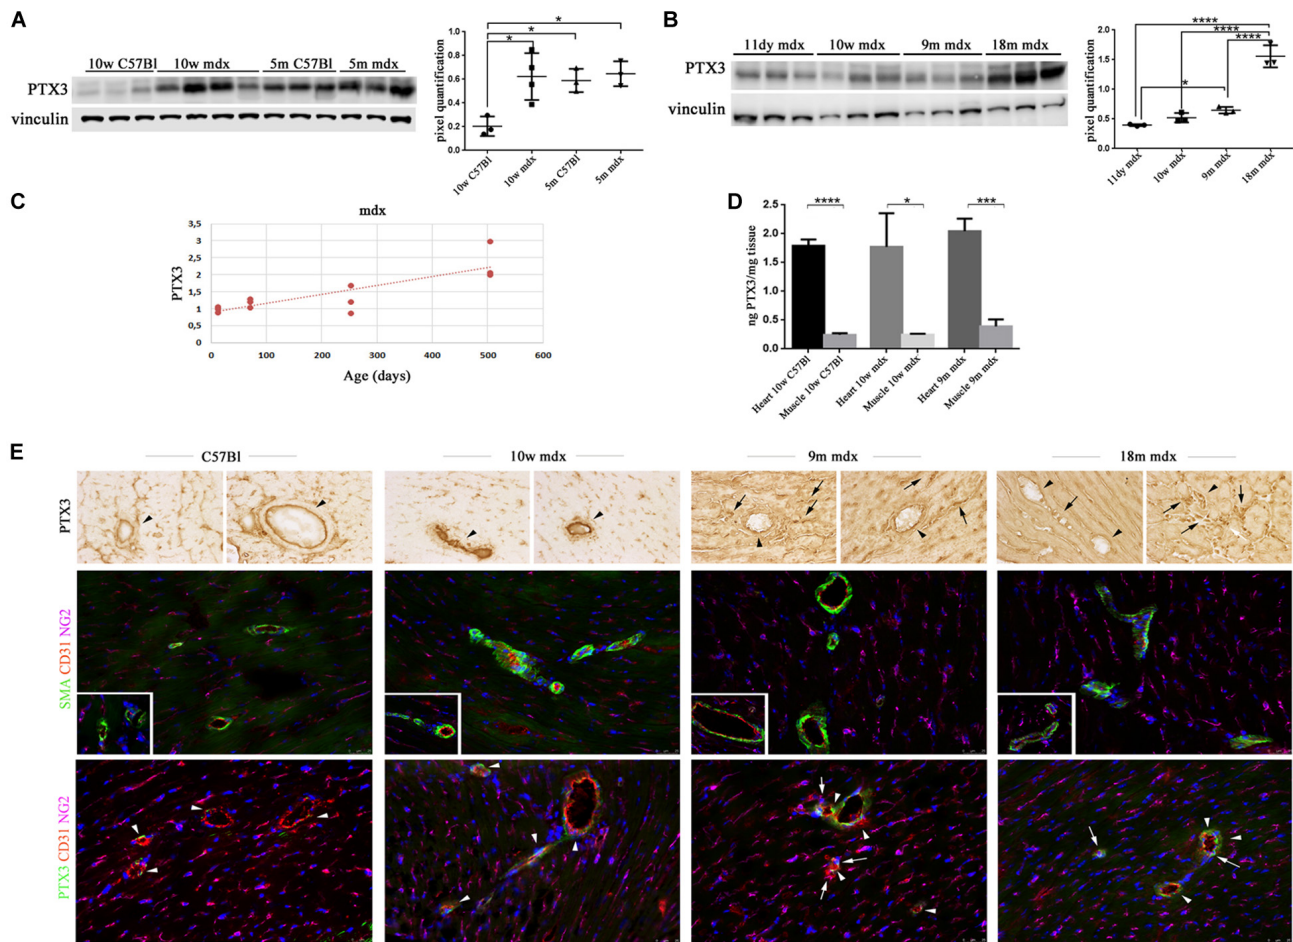 A
10w C57Bl 10w mdx 5m C57Bl 5m mdx
PTX3
vinculin
pixel quantification
1.0
0.8
0.6
0.4
0.2
0.0
* * *
10w C57Bl
10w mdx
5m C57Bl
5m mdx
B
11dy mdx 10w mdx 9m mdx 18m mdx
PTX3
vinculin
pixel quantification
2.0
1.5
1.0
0.5
0.0
****
****
****
*
11dy mdx
10w mdx
9m mdx
18m mdx
C
mdx
PTX3
3,5
3
2,5
2
1,5
1
0,5
0
0 100 200 300 400 500 600
Age (days)
D
ng PTX3/mg tissue
2.5
2.0
1.5
1.0
0.5
0.0
**** * ***
Heart 10w C57Bl
Muscle 10w C57Bl
Heart 10w mdx
Muscle 10w mdx
Heart 9m mdx
Muscle 9m mdx
E
C57Bl 10w mdx 9m mdx 18m mdx
PTX3
SMA CD31 NG2
PTX3 CD31 NG2